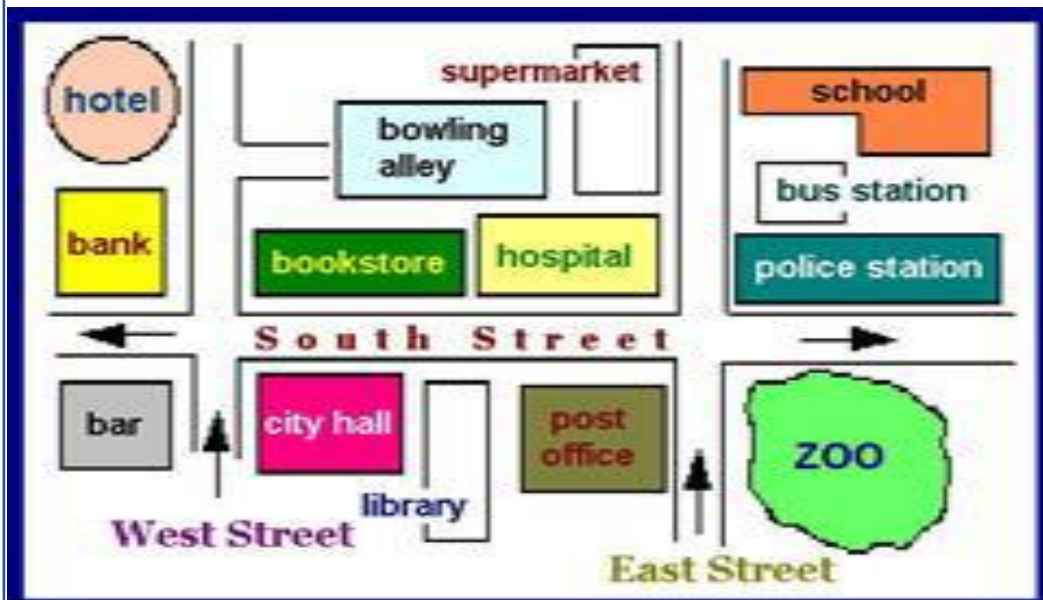 hotel
supermarket
school
bowling
alley
bus station
bank
bookstore
hospital
police station
South Street
bar
city hall
post
office
ZOO
library
West Street
East Street